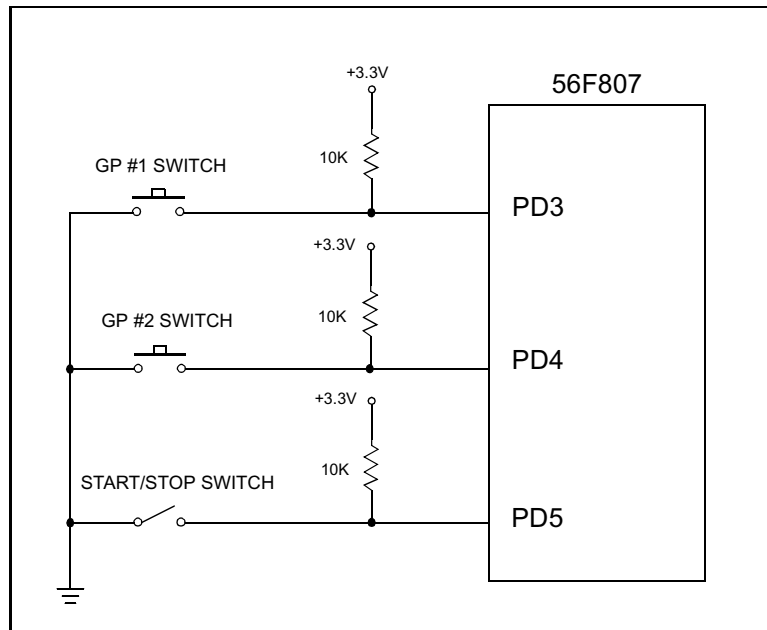 +3.3V
56F807
10K
GP #1 SWITCH
PD3
+3.3V
10K
GP #2 SWITCH
PD4
+3.3V
10K
START/STOP SWITCH
PD5